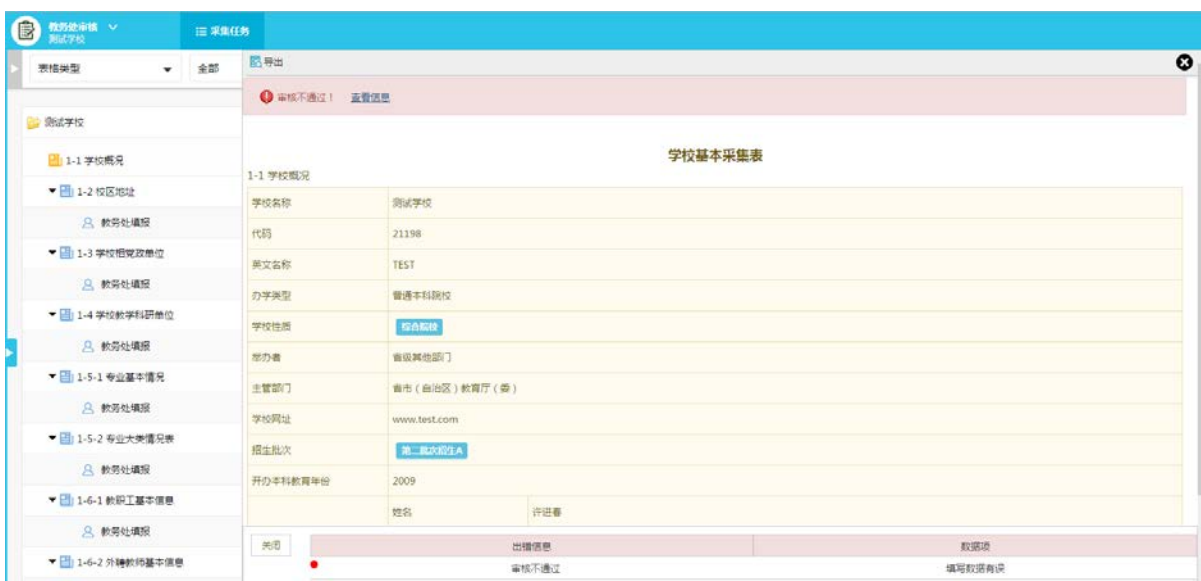 教务处审核
测试学校
采集任务
表格类型
全部
导出
审核不通过！ 查看信息
测试学校
1-1 学校概况
1-2 校区地址
教务处填报
1-3 学校相党政单位
教务处填报
1-4 学校教学科研单位
教务处填报
1-5-1 专业基本情况
教务处填报
1-5-2 专业大类情况表
教务处填报
1-6-1 教职工基本信息
教务处填报
1-6-2 外聘教师基本信息
学校基本采集表
1-1 学校概况
学校名称 测试学校
代码 21198
英文名称 TEST
办学类型 普通本科院校
学校性质 综合院校
举办者 省级其他部门
主管部门 省市（自治区）教育厅（委）
学校网址 www.test.com
招生批次 第二批次招生A
开办本科教育年份 2009
姓名 许进春
关闭 出错信息 数据项
审核不通过 填写数据有误